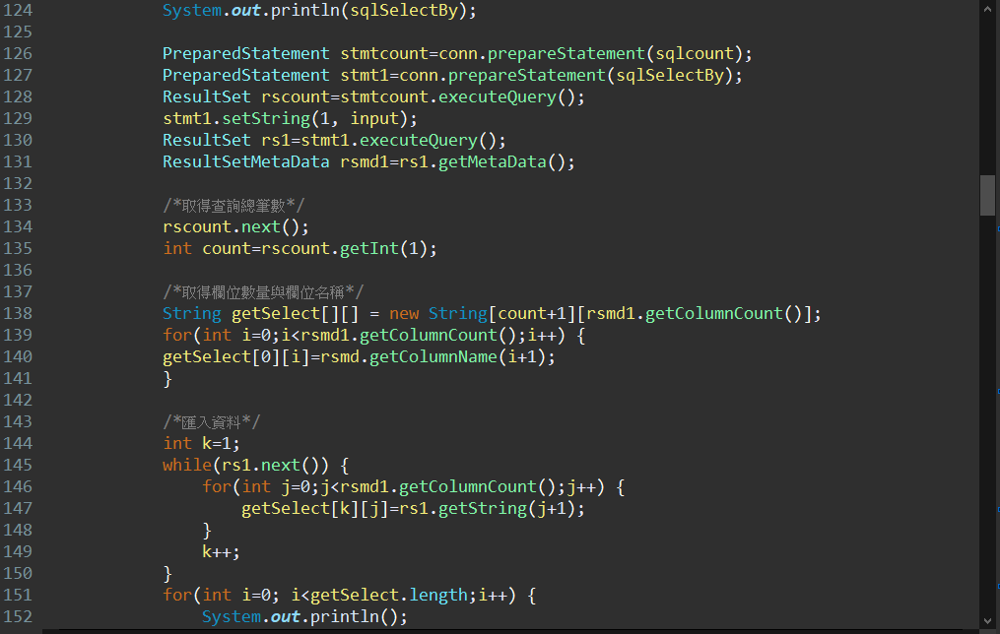 124 System.out.println(sqlSelectBy);
125
126 PreparedStatement stmtcount=conn.prepareStatement(sqlcount);
127 PreparedStatement stmt1=conn.prepareStatement(sqlSelectBy);
128 ResultSet rscount=stmtcount.executeQuery();
129 stmt1.setString(1, input);
130 ResultSet rs1=stmt1.executeQuery();
131 ResultSetMetaData rsmd1=rs1.getMetaData();
132
133 /*取得查詢總筆數*/
134 rscount.next();
135 int count=rscount.getInt(1);
136
137 /*取得欄位數量與欄位名稱*/
138 String getSelect[][] = new String[count+1][rsmd1.getColumnCount()];
139 for(int i=0;i<rsmd1.getColumnCount();i++) {
140 getSelect[0][i]=rsmd.getColumnName(i+1);
141 }
142
143 /*匯入資料*/
144 int k=1;
145 while(rs1.next()) {
146 for(int j=0;j<rsmd1.getColumnCount();j++) {
147 getSelect[k][j]=rs1.getString(j+1);
148 }
149 k++;
150 }
151 for(int i=0; i<getSelect.length;i++) {
152 System.out.println();